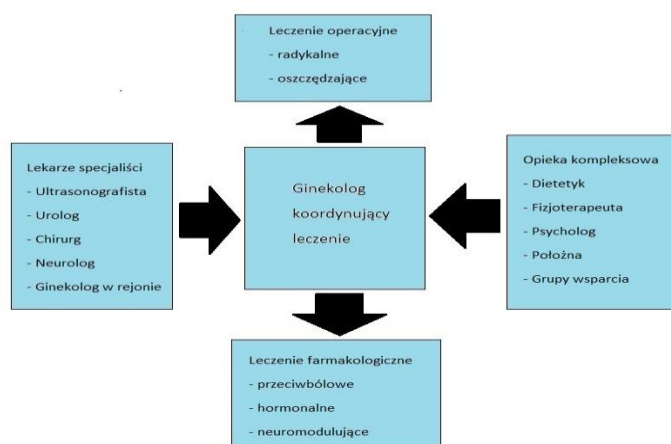 Leczenie operacyjne
- radykalne
- oszczędzające
Lekarze specjaliści
- Ultrasonografista
- Urolog
- Chirurg
- Neurolog
- Ginekolog w rejonie
Ginekolog
koordynujący
leczenie
Opieka kompleksowa
- Dietetyk
- Fizjoterapeuta
- Psycholog
- Położna
- Grupy wsparcia
Leczenie farmakologiczne
- przeciwbólowe
- hormonalne
- neuromodulujące